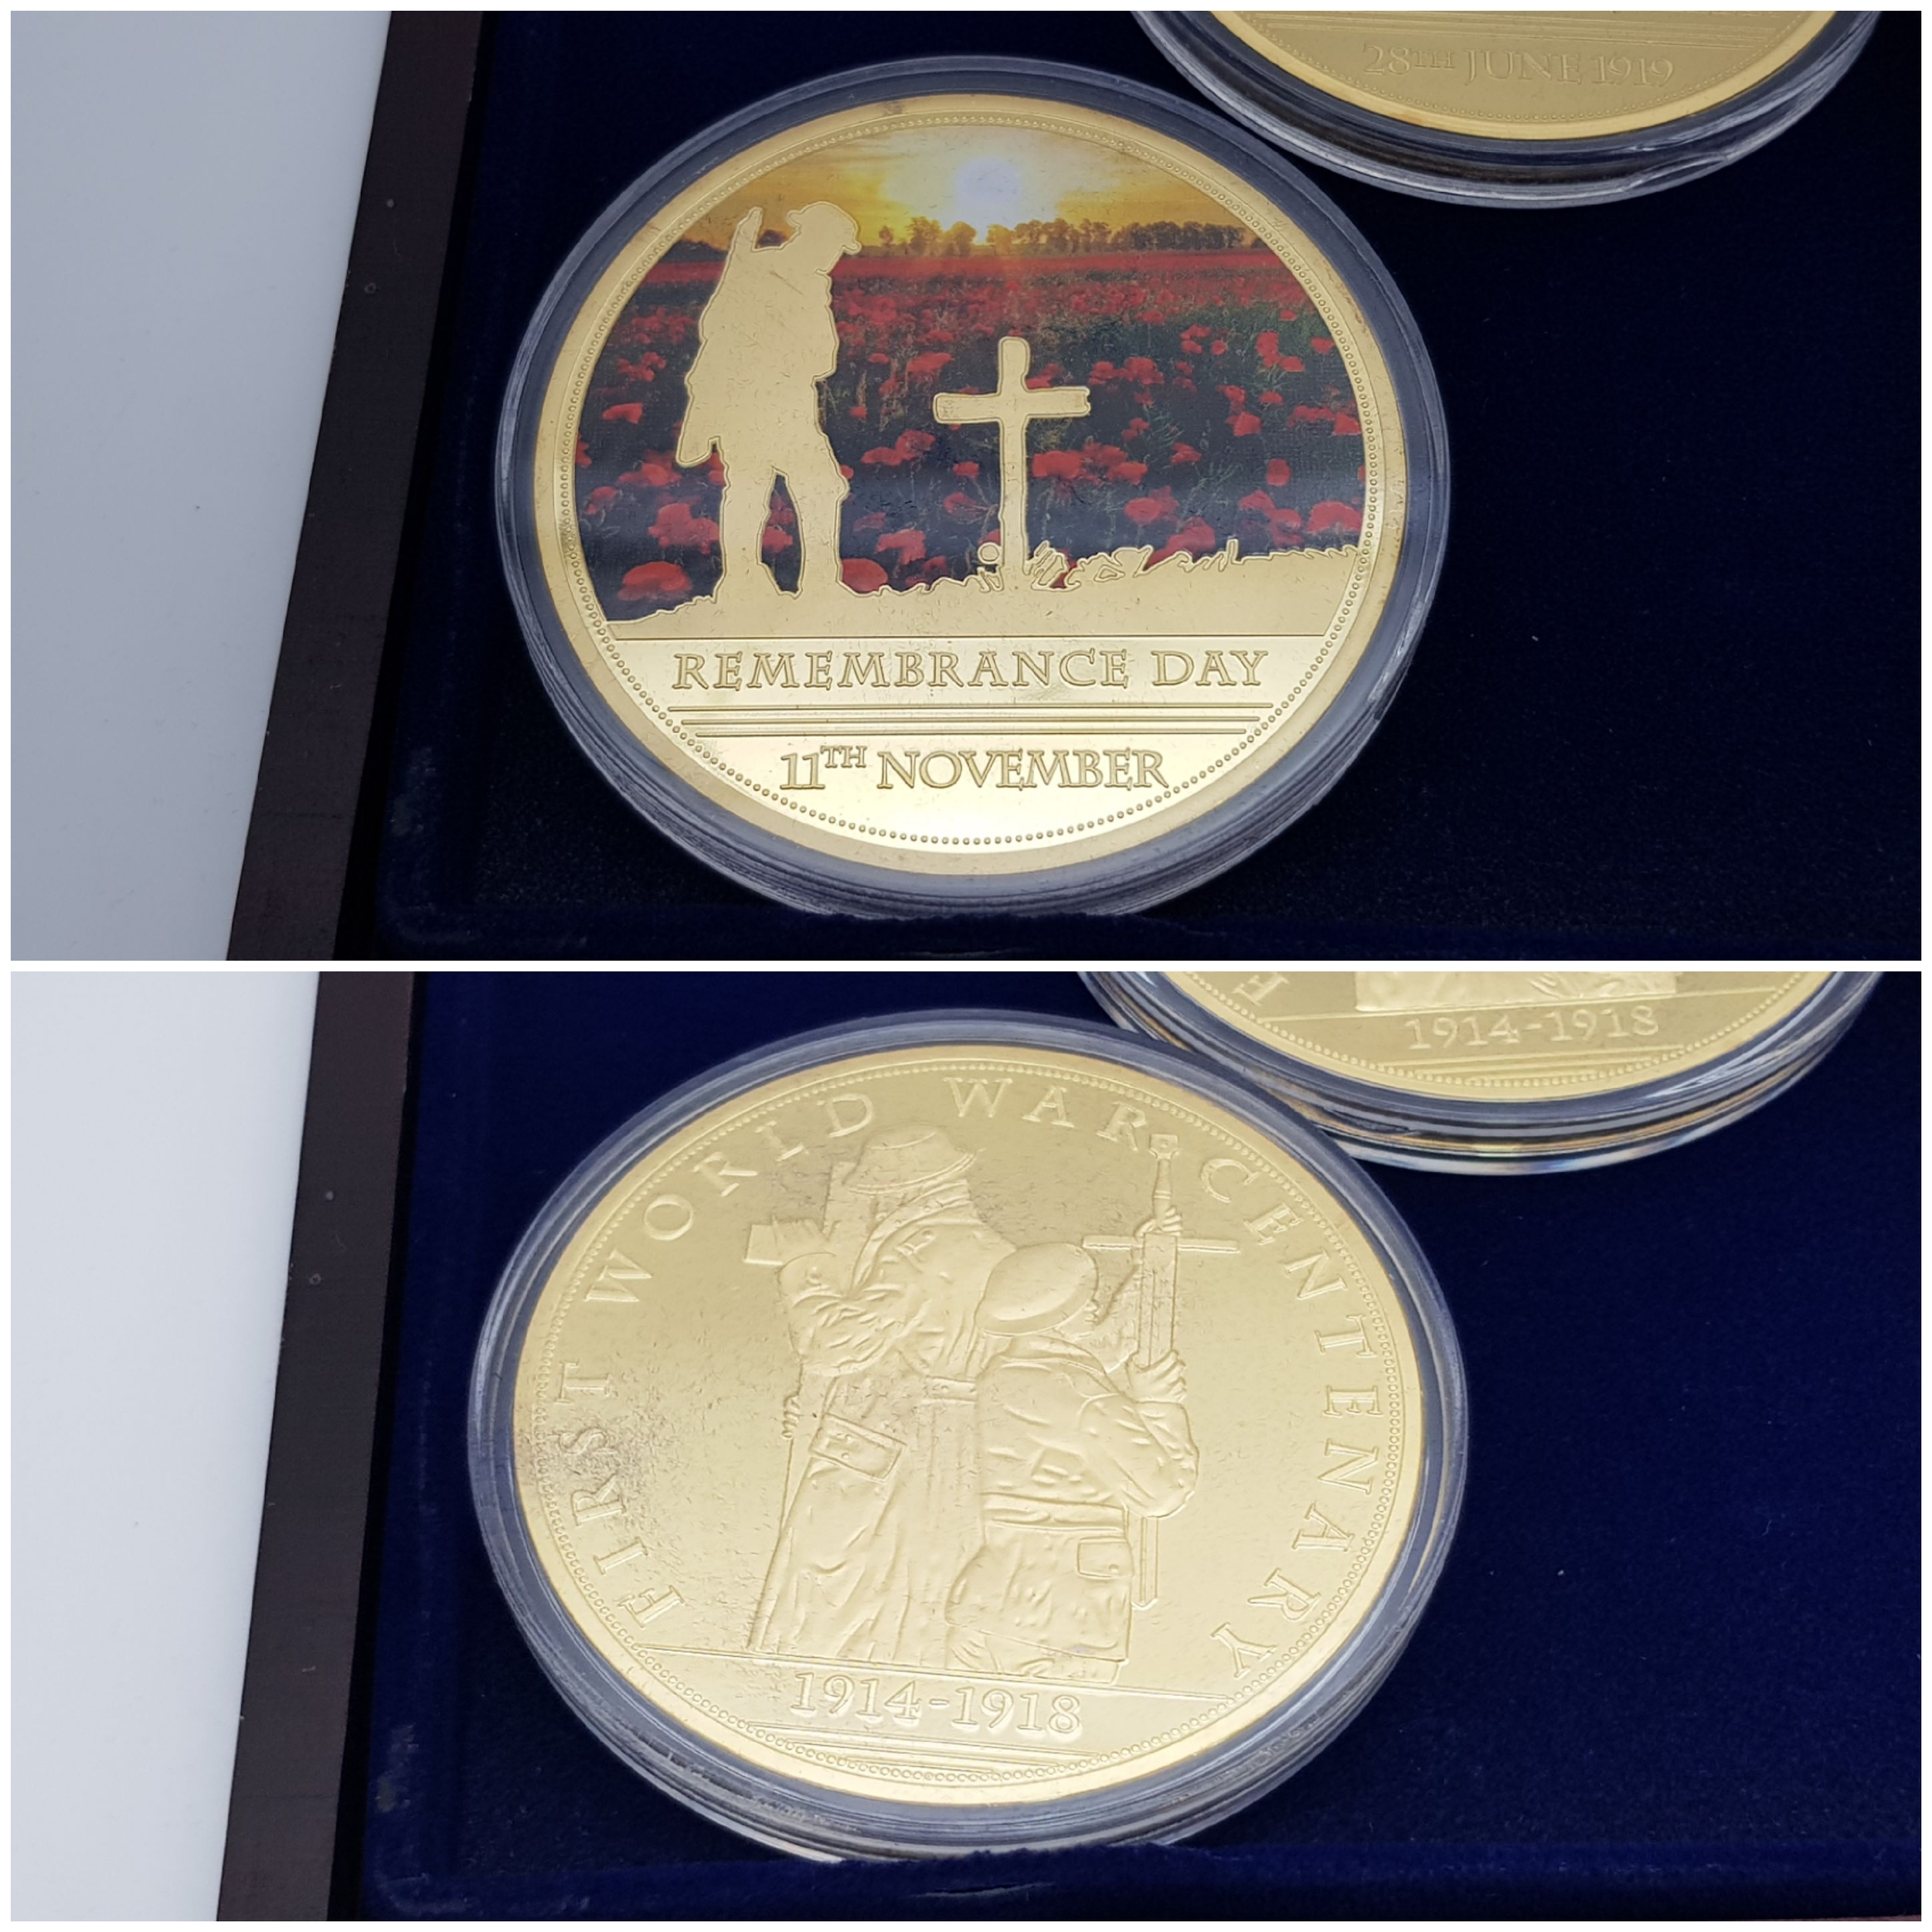 28TH JUNE 1919
REMEMBRANCE DAY
11TH NOVEMBER
H
1914-1918
FIRST WORLD WAR CENTENARY
1914-1918